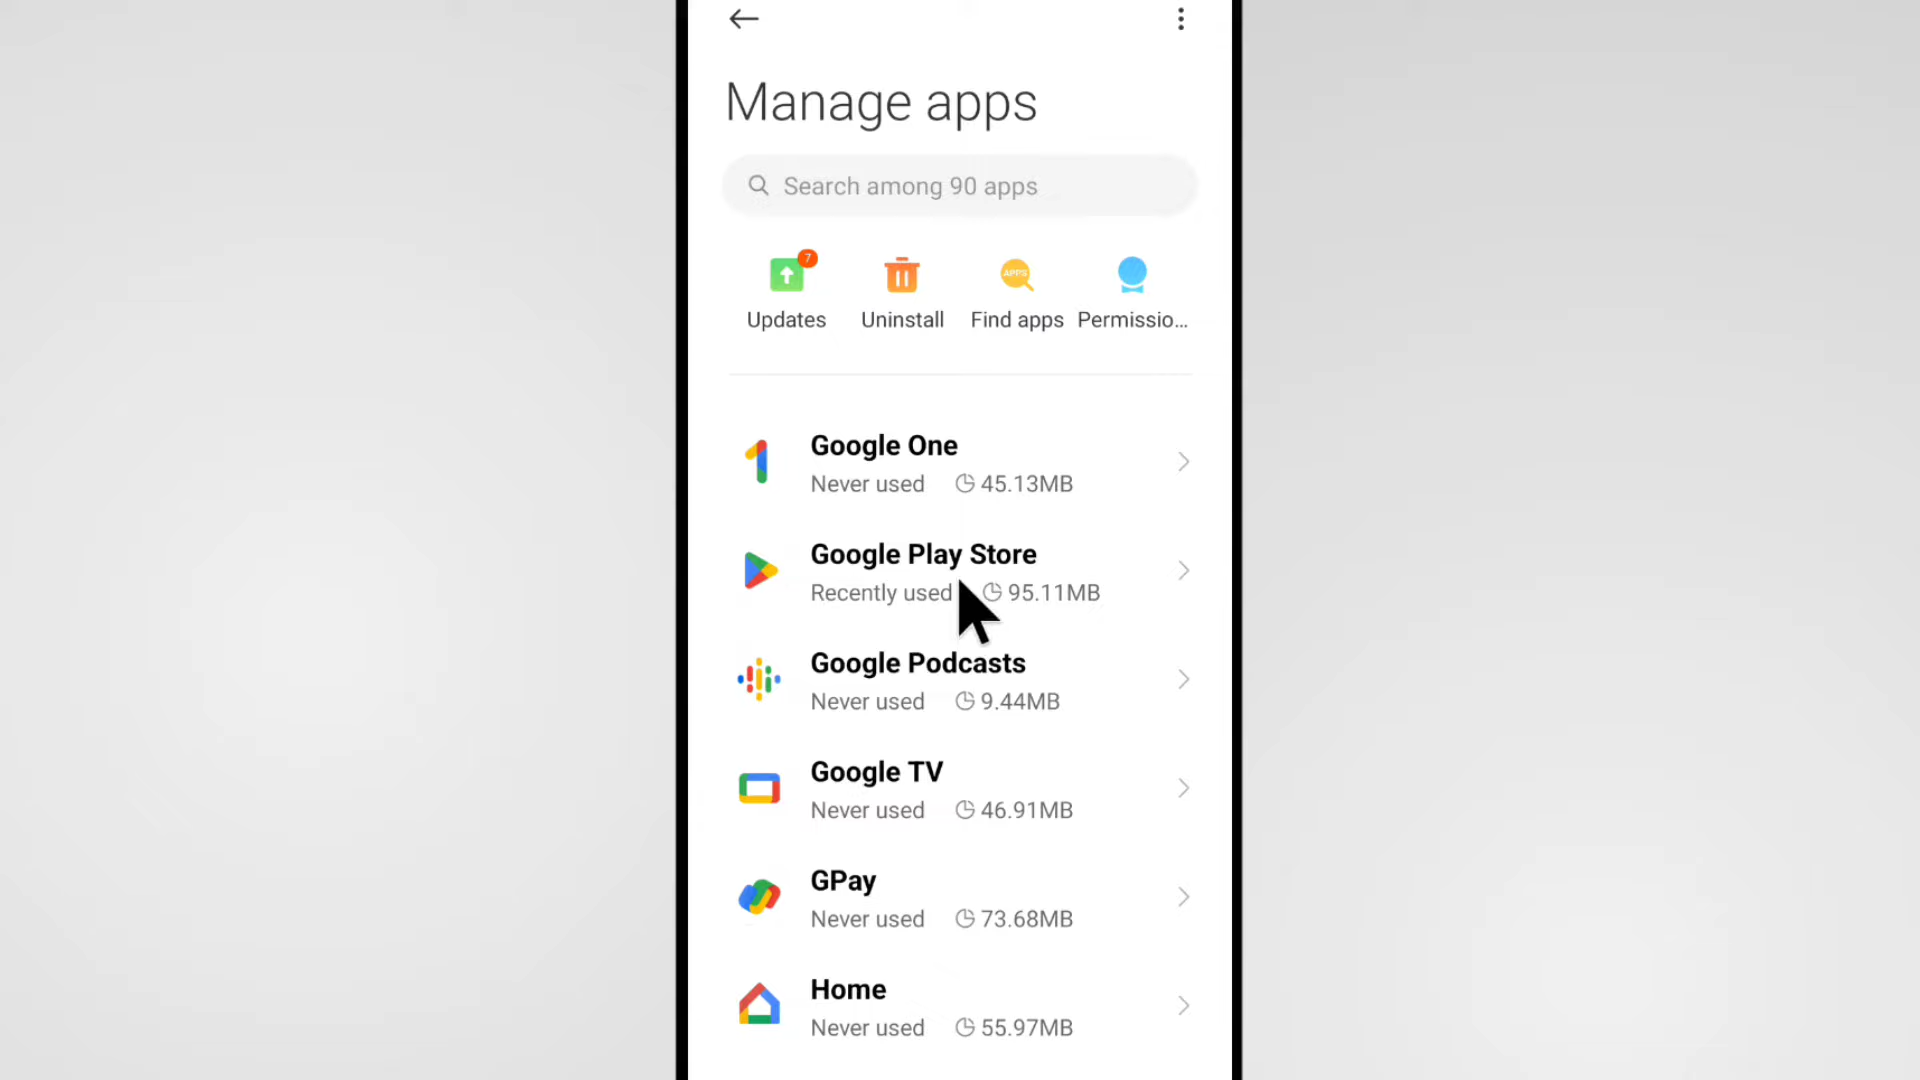 Manage apps
Search among 90 apps
7
APPS
Updates
Uninstall
Find apps
Permissio...
Google One
Never used 45.13MB
Google Play Store
Recently used 95.11MB
Google Podcasts
Never used 9.44MB
Google TV
Never used 46.91MB
GPay
Never used 73.68MB
Home
Never used 55.97MB